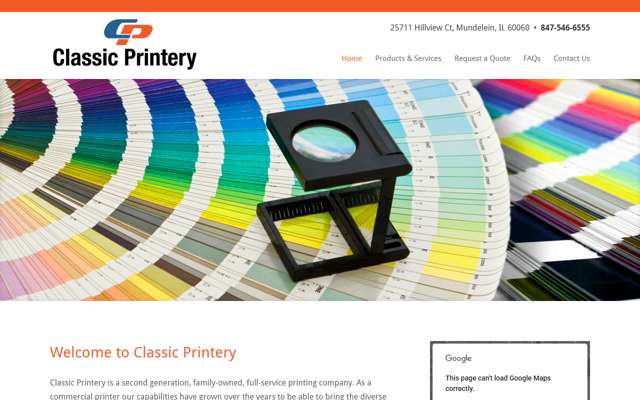 25711 Hillview Ct, Mundelein, IL 60060 • 847-546-6555
CP
Classic Printery
Home Products & Services Request a Quote FAQs Contact Us
Welcome to Classic Printery
Classic Printery is a second generation, family-owned, full-service printing company. As a
commercial printer our capabilities have grown over the years to be able to bring the diverse
Google
This page can't load Google Maps
correctly.